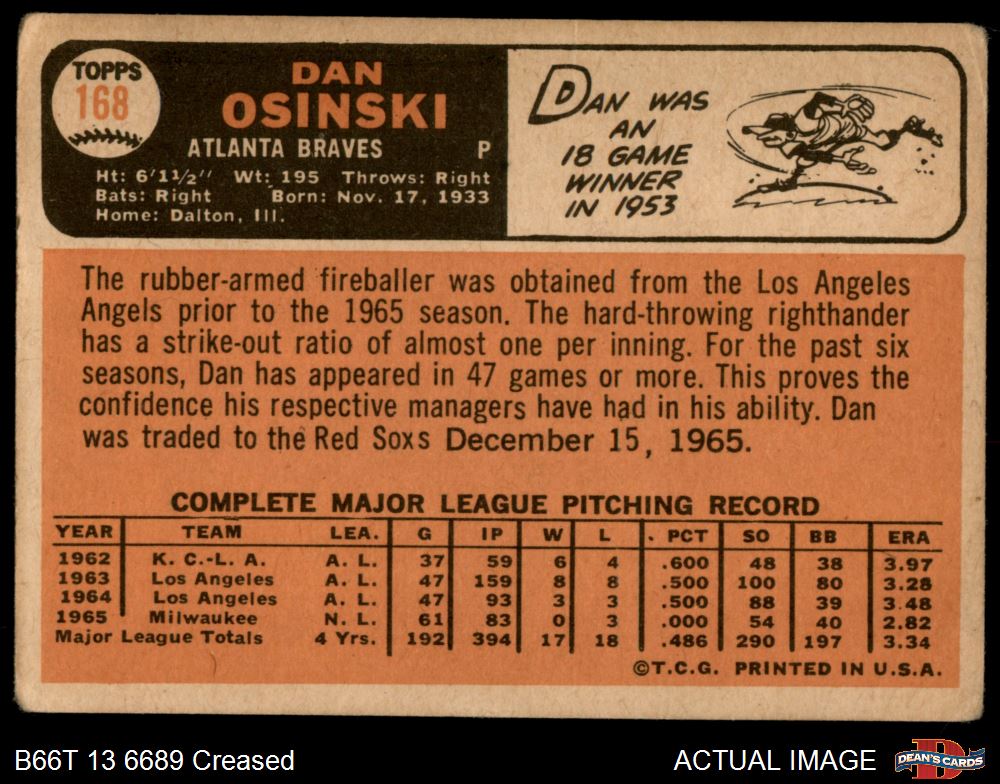 TOPPS
168
DAN
OSINSKI
ATLANTA BRAVES P
Ht: 6'1½" Wt: 195 Throws: Right
Bats: Right Born: Nov. 17, 1933
Home: Dalton, Ill.
DAN WAS
AN
18 GAME
WINNER
IN 1953
The rubber-armed fireballer was obtained from the Los Angeles
Angels prior to the 1965 season. The hard-throwing righthander
has a strike-out ratio of almost one per inning. For the past six
seasons, Dan has appeared in 47 games or more. This proves the
confidence his respective managers have had in his ability. Dan
was traded to the Red Soxs December 15, 1965.
COMPLETE MAJOR LEAGUE PITCHING RECORD
YEAR TEAM LEA. G IP W L . PCT SO BB ERA
1962 K. C.-L. A. A. L. 37 59 6 4 .600 48 38 3.97
1963 Los Angeles A. L. 47 159 8 8 .500 100 80 3.28
1964 Los Angeles A. L. 47 93 3 3 .500 88 39 3.48
1965 Milwaukee N. L. 61 83 0 3 .000 54 40 2.82
Major League Totals 4 Yrs. 192 394 17 18 .486 290 197 3.34
©T.C.G. PRINTED IN U.S.A.
B66T 13 6689 Creased
ACTUAL IMAGE
D
DEAN'S CARDS